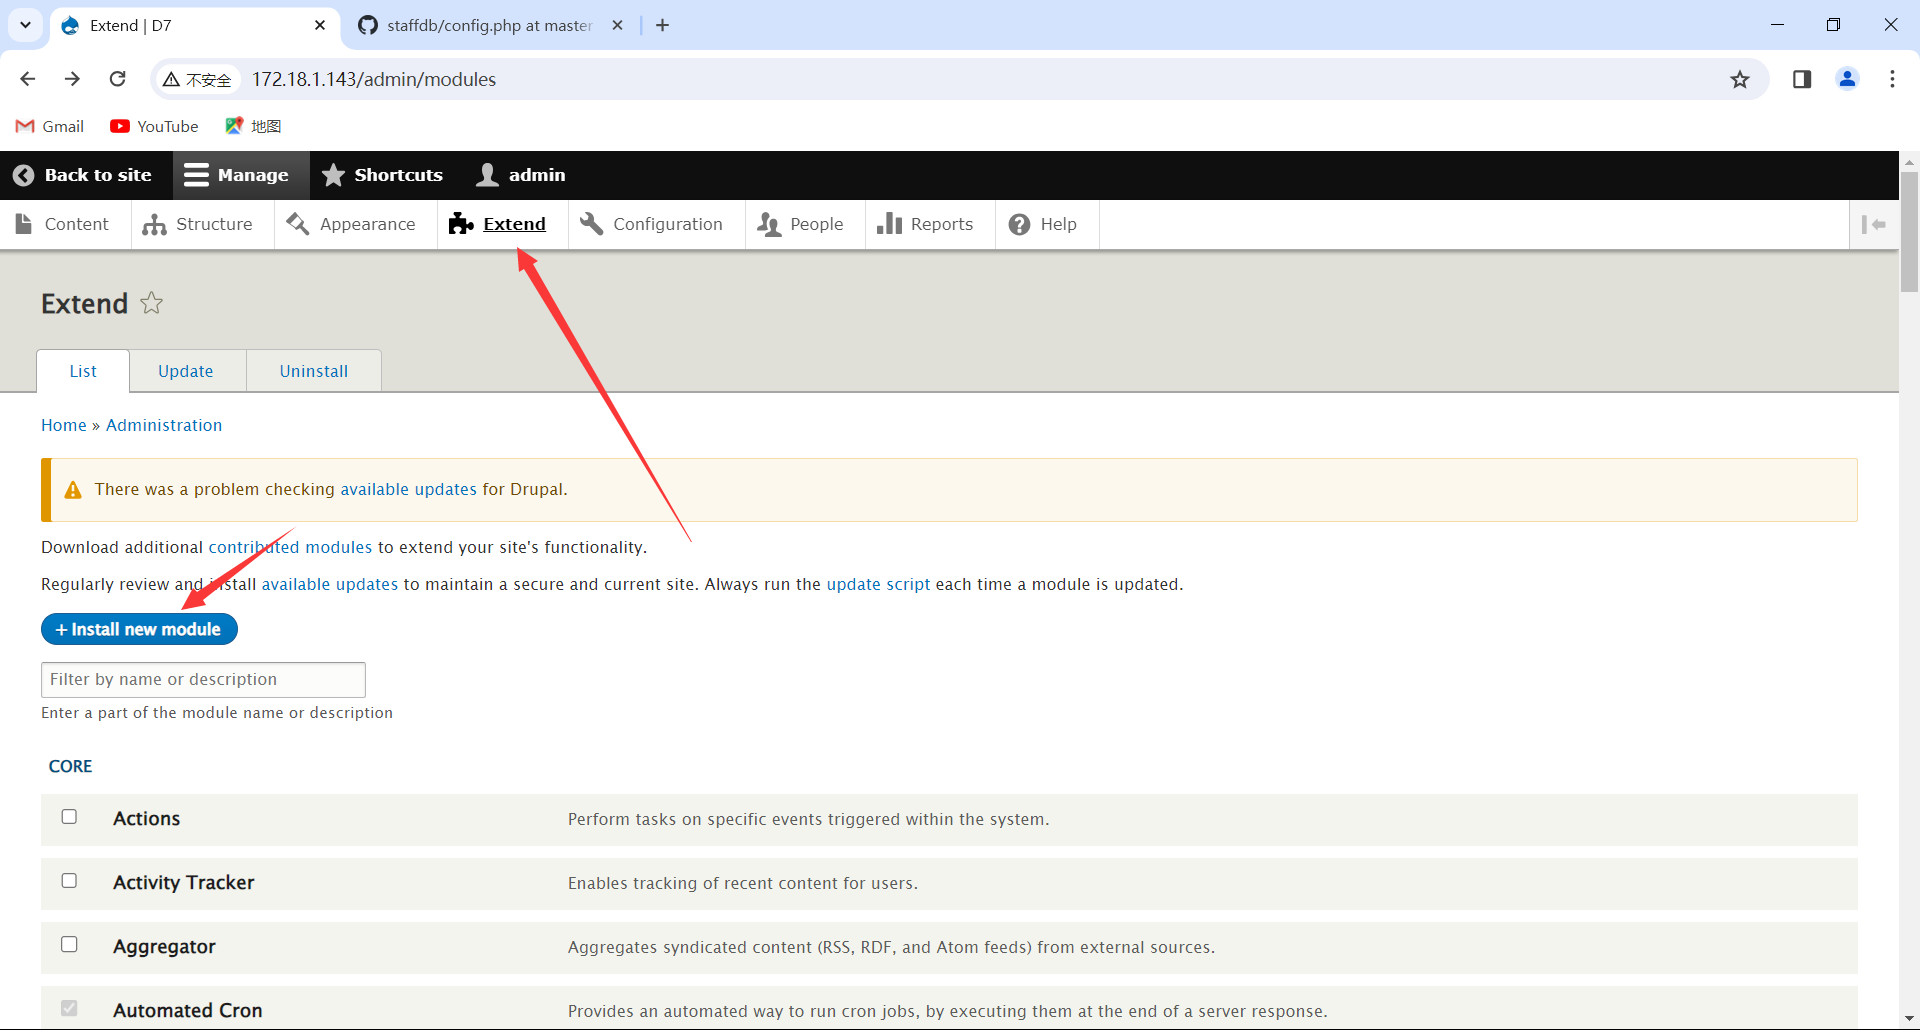 Extend | D7
staffdb/config.php at master
不安全
172.18.1.143/admin/modules
Gmail
YouTube
地图
Back to site
Manage
Shortcuts
admin
Content
Structure
Appearance
Extend
Configuration
People
Reports
Help
Extend
List
Update
Uninstall
Home » Administration
There was a problem checking available updates for Drupal.
Download additional contributed modules to extend your site's functionality.
Regularly review and install available updates to maintain a secure and current site. Always run the update script each time a module is updated.
+ Install new module
Filter by name or description
Enter a part of the module name or description
CORE
Actions
Perform tasks on specific events triggered within the system.
Activity Tracker
Enables tracking of recent content for users.
Aggregator
Aggregates syndicated content (RSS, RDF, and Atom feeds) from external sources.
Automated Cron
Provides an automated way to run cron jobs, by executing them at the end of a server response.